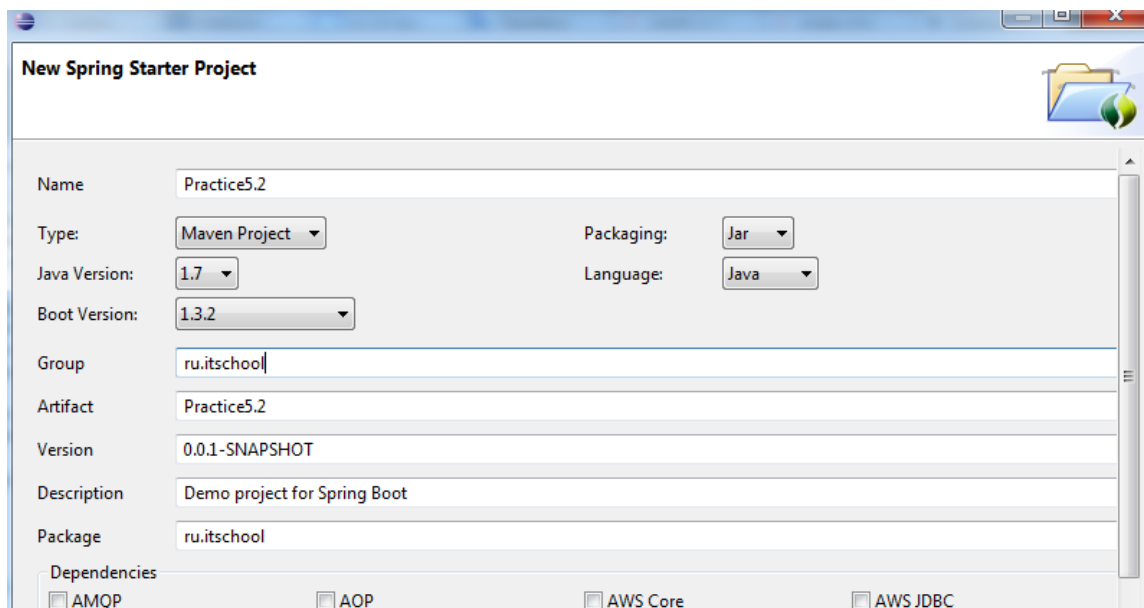 New Spring Starter Project
Name Practice5.2
Type: Maven Project Packaging: Jar
Java Version: 1.7 Language: Java
Boot Version: 1.3.2
Group ru.itschool
Artifact Practice5.2
Version 0.0.1-SNAPSHOT
Description Demo project for Spring Boot
Package ru.itschool
Dependencies
AMQP AOP AWS Core AWS JDBC